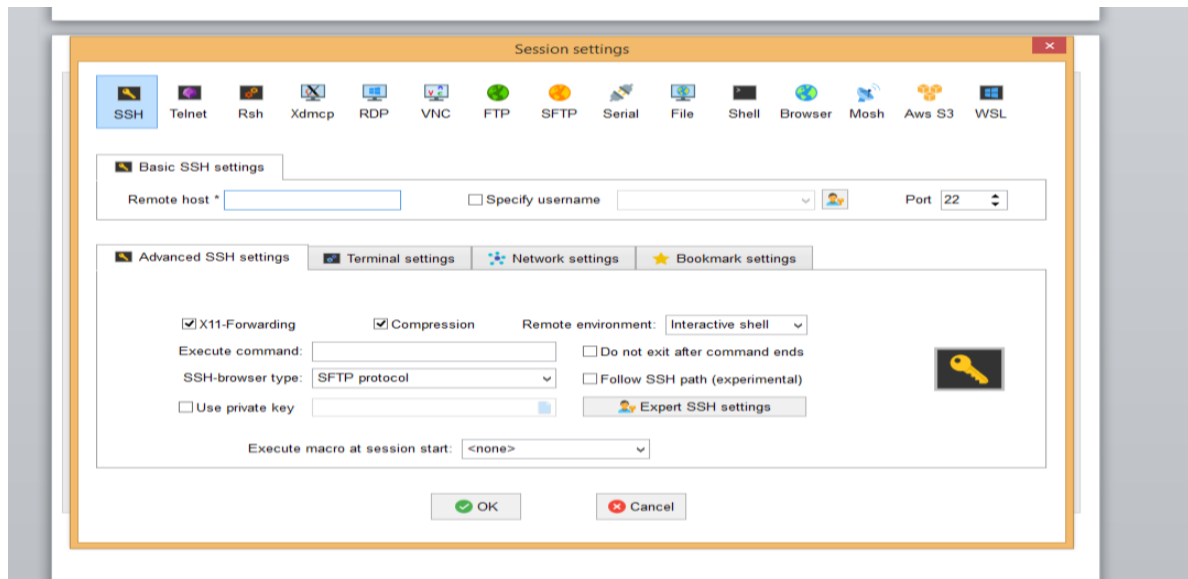 Session settings
SSH Telnet Rsh Xdmcp RDP VNC FTP SFTP Serial File Shell Browser Mosh Aws S3 WSL
Basic SSH settings
Remote host * Specify username Port 22
Advanced SSH settings Terminal settings Network settings Bookmark settings
X11-Forwarding Compression Remote environment: Interactive shell
Execute command: Do not exit after command ends
SSH-browser type: SFTP protocol Follow SSH path (experimental)
Use private key Expert SSH settings
Execute macro at session start: <none>
OK Cancel